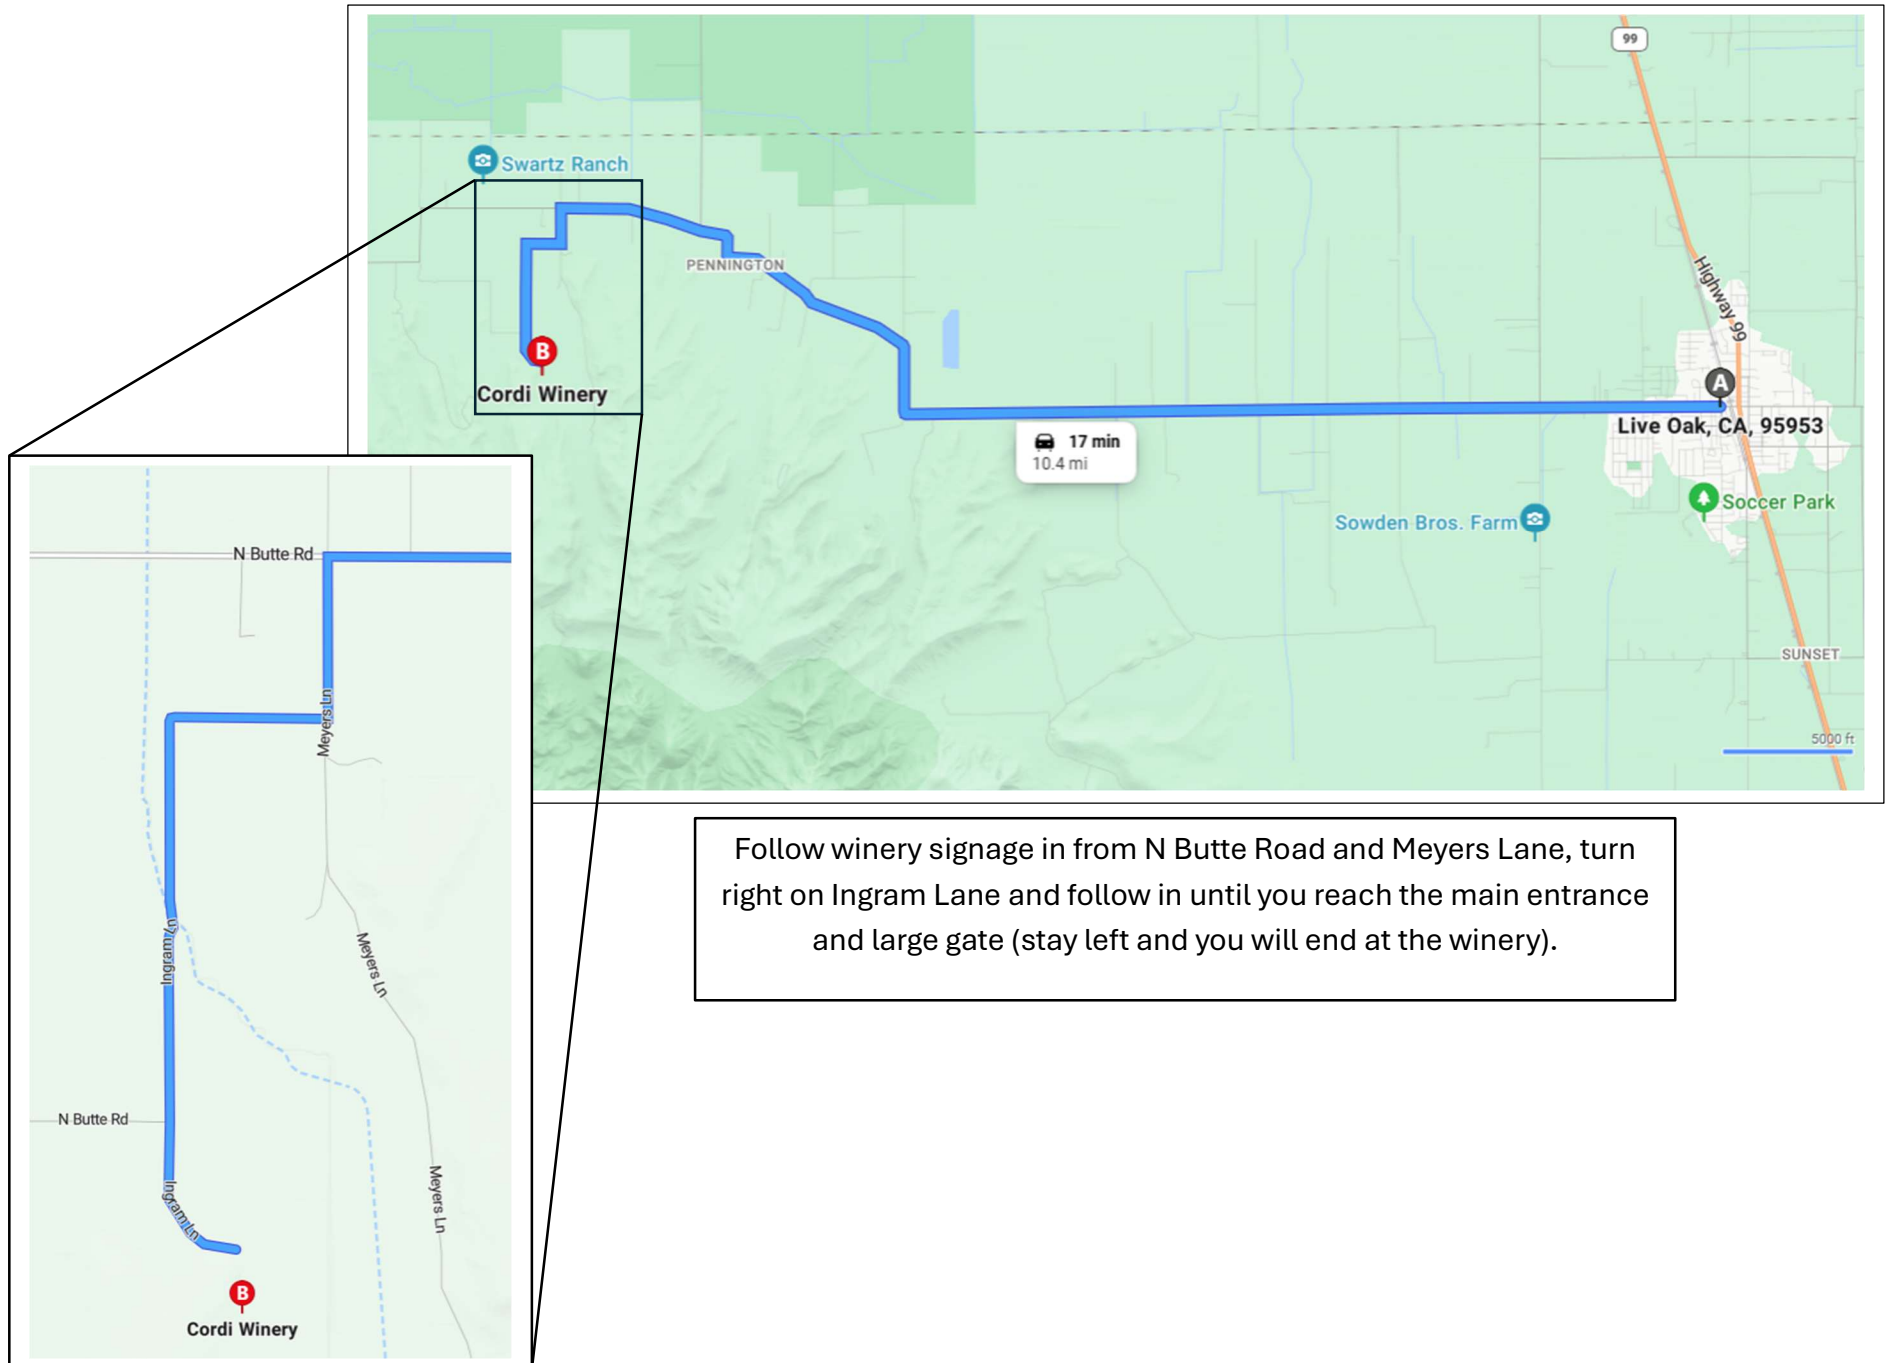 99
Swartz Ranch
PENNINGTON
Highway 99
B
Cordi Winery
A
Live Oak, CA, 95953
17 min
10.4 mi
Sowden Bros. Farm
Soccer Park
SUNSET
5000 ft
N Butte Rd
Meyers Ln
Ingram Ln
Meyers Ln
N Butte Rd
Meyers Ln
Ingram Ln
B
Cordi Winery
Follow winery signage in from N Butte Road and Meyers Lane, turn
right on Ingram Lane and follow in until you reach the main entrance
and large gate (stay left and you will end at the winery).